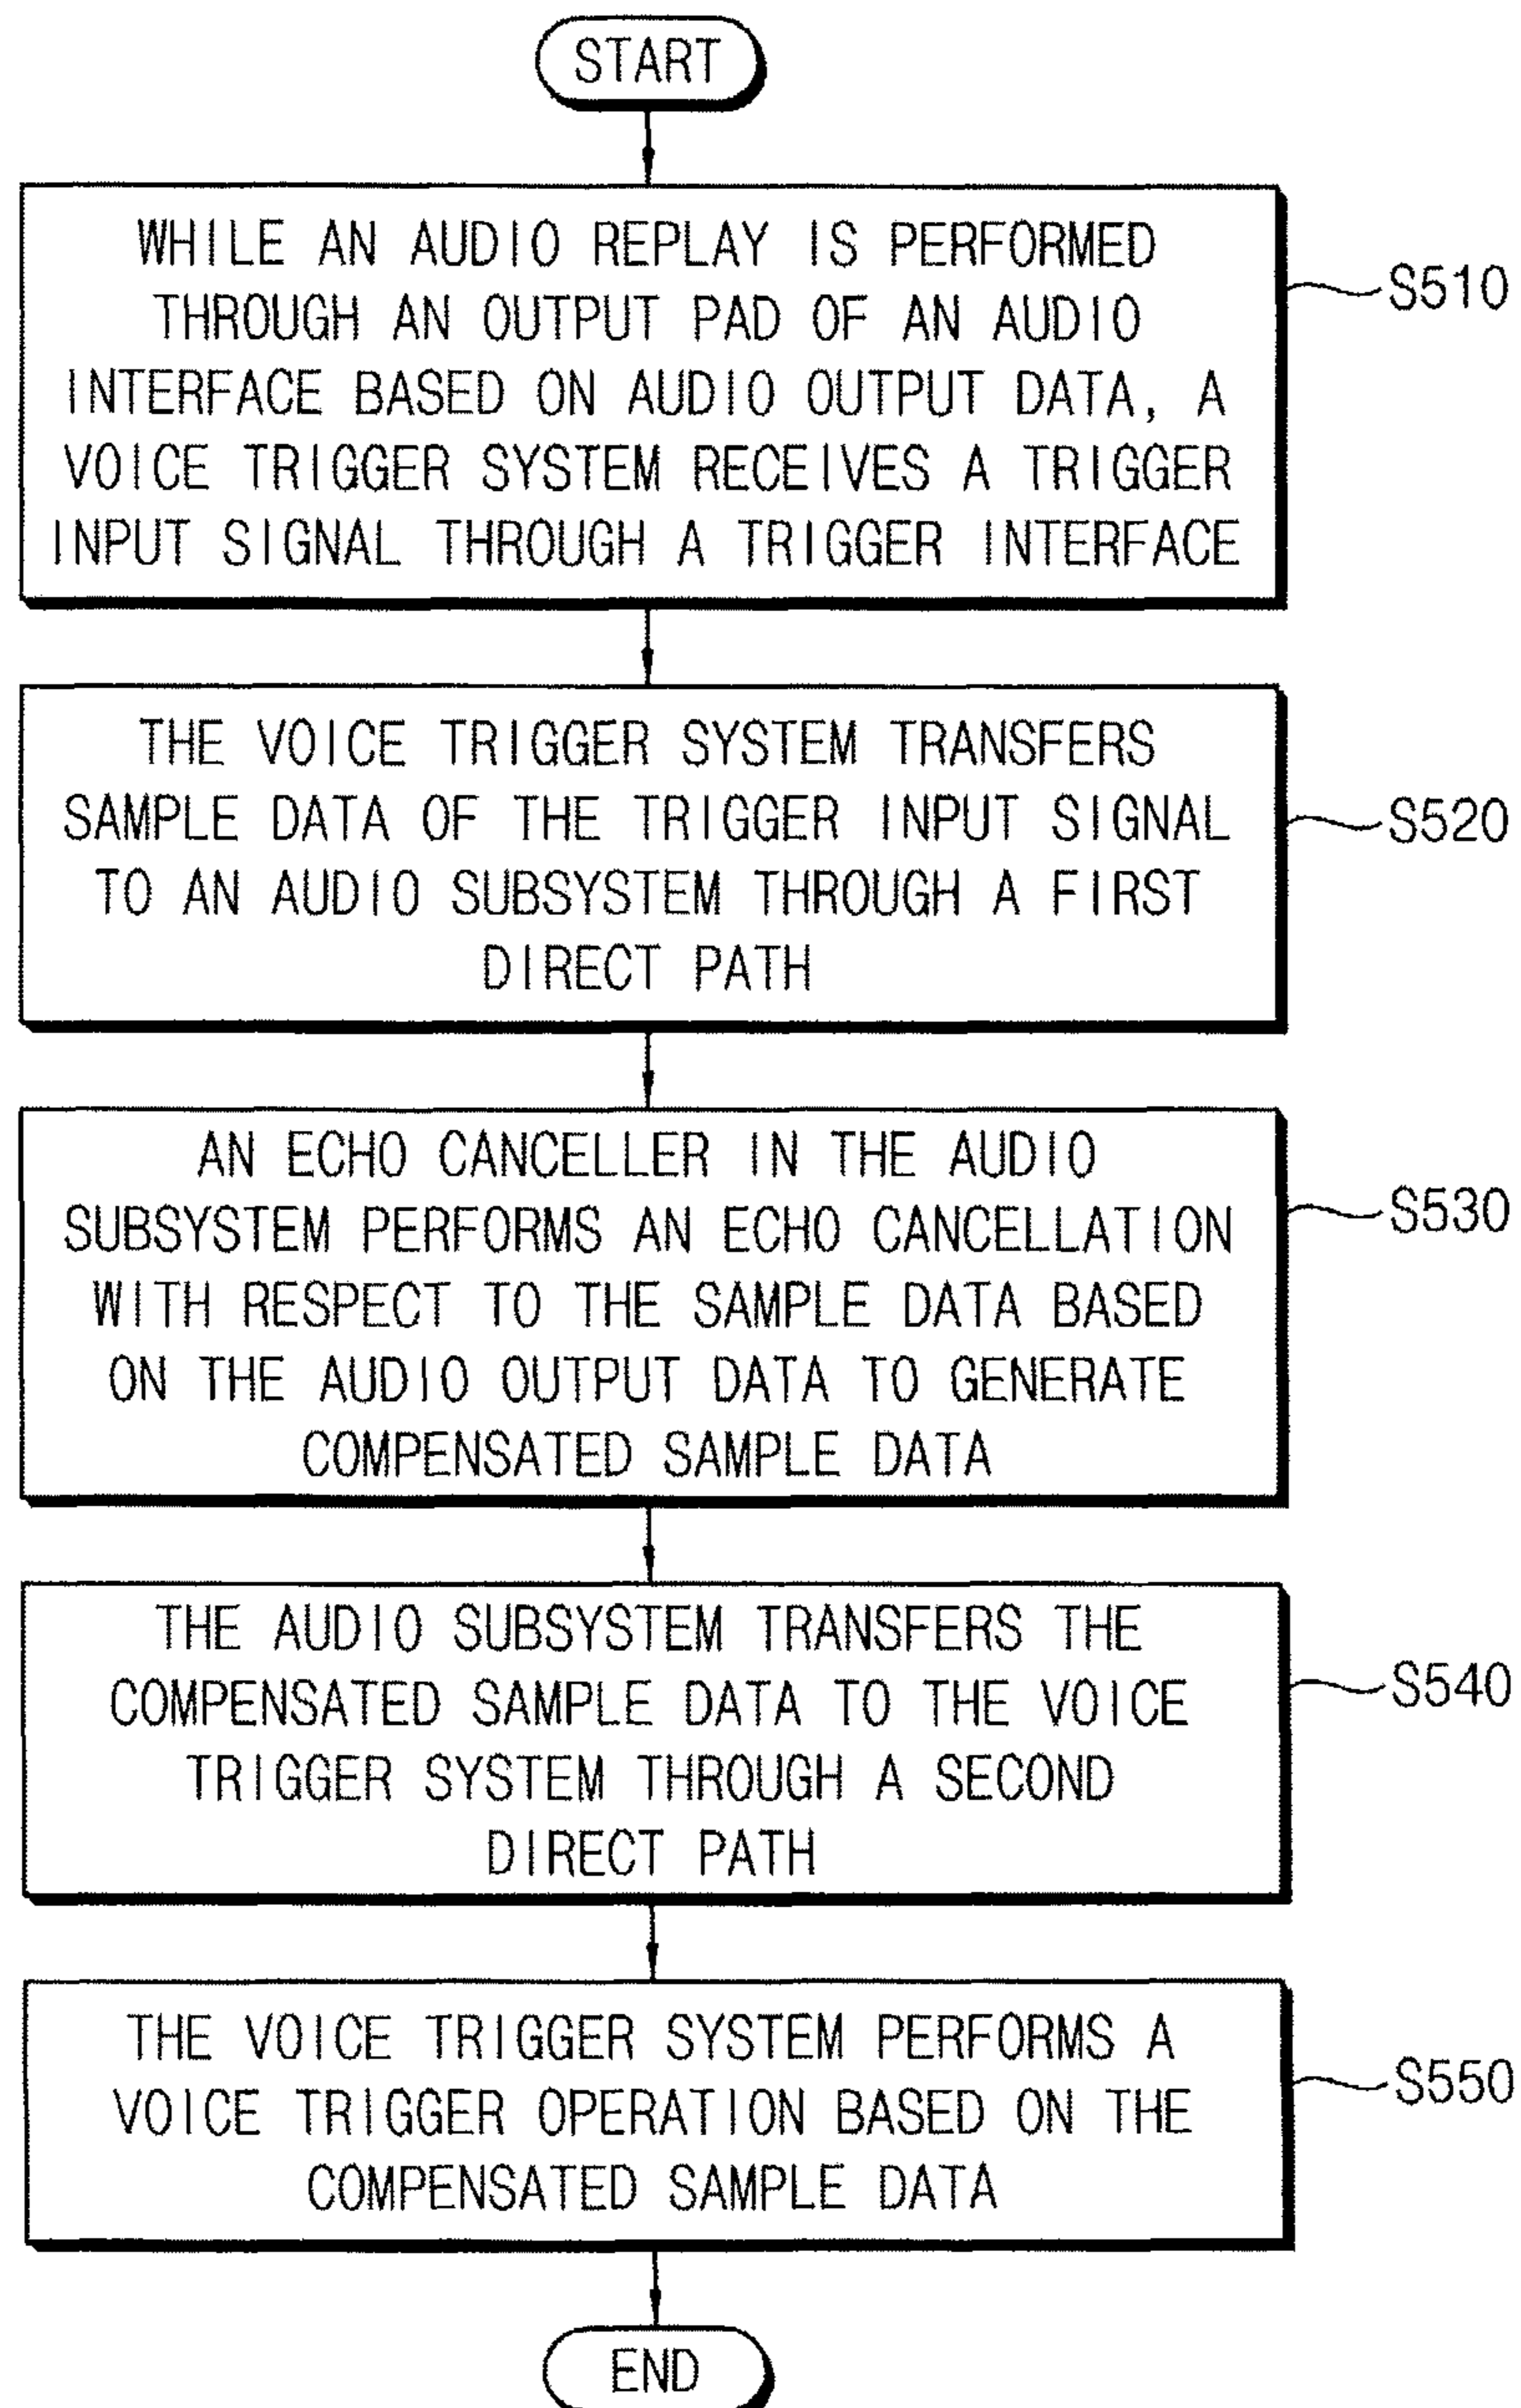 START
WHILE AN AUDIO REPLAY IS PERFORMED
THROUGH AN OUTPUT PAD OF AN AUDIO
INTERFACE BASED ON AUDIO OUTPUT DATA, A
VOICE TRIGGER SYSTEM RECEIVES A TRIGGER
INPUT SIGNAL THROUGH A TRIGGER INTERFACE
S510
THE VOICE TRIGGER SYSTEM TRANSFERS
SAMPLE DATA OF THE TRIGGER INPUT SIGNAL
TO AN AUDIO SUBSYSTEM THROUGH A FIRST
DIRECT PATH
S520
AN ECHO CANCELLER IN THE AUDIO
SUBSYSTEM PERFORMS AN ECHO CANCELLATION
WITH RESPECT TO THE SAMPLE DATA BASED
ON THE AUDIO OUTPUT DATA TO GENERATE
COMPENSATED SAMPLE DATA
S530
THE AUDIO SUBSYSTEM TRANSFERS THE
COMPENSATED SAMPLE DATA TO THE VOICE
TRIGGER SYSTEM THROUGH A SECOND
DIRECT PATH
S540
THE VOICE TRIGGER SYSTEM PERFORMS A
VOICE TRIGGER OPERATION BASED ON THE
COMPENSATED SAMPLE DATA
S550
END